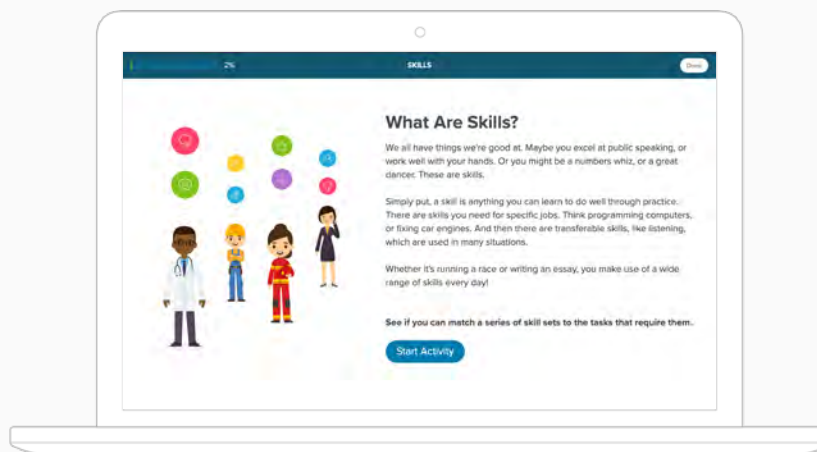 2%
SKILLS
What Are Skills?
We all have things we're good at. Maybe you excel at public speaking, or
work well with your hands. Or you might be a numbers whiz, or a great
dancer. These are skills.
Simply put, a skill is anything you can learn to do well through practice.
There are skills you need for specific jobs. Think programming computers,
or fixing car engines. And then there are transferable skills, like listening,
which are used in many situations.
Whether it's running a race or writing an essay, you make use of a wide
range of skills every day!
See if you can match a series of skill sets to the tasks that require them.
Start Activity